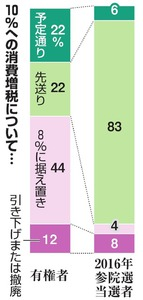 10%への消費増税について…
予定通り
22%
先送り
22
8%に据え置き
44
引き下げまたは撤廃
12
有権者
6
83
4
8
2016年
参院選
当選者